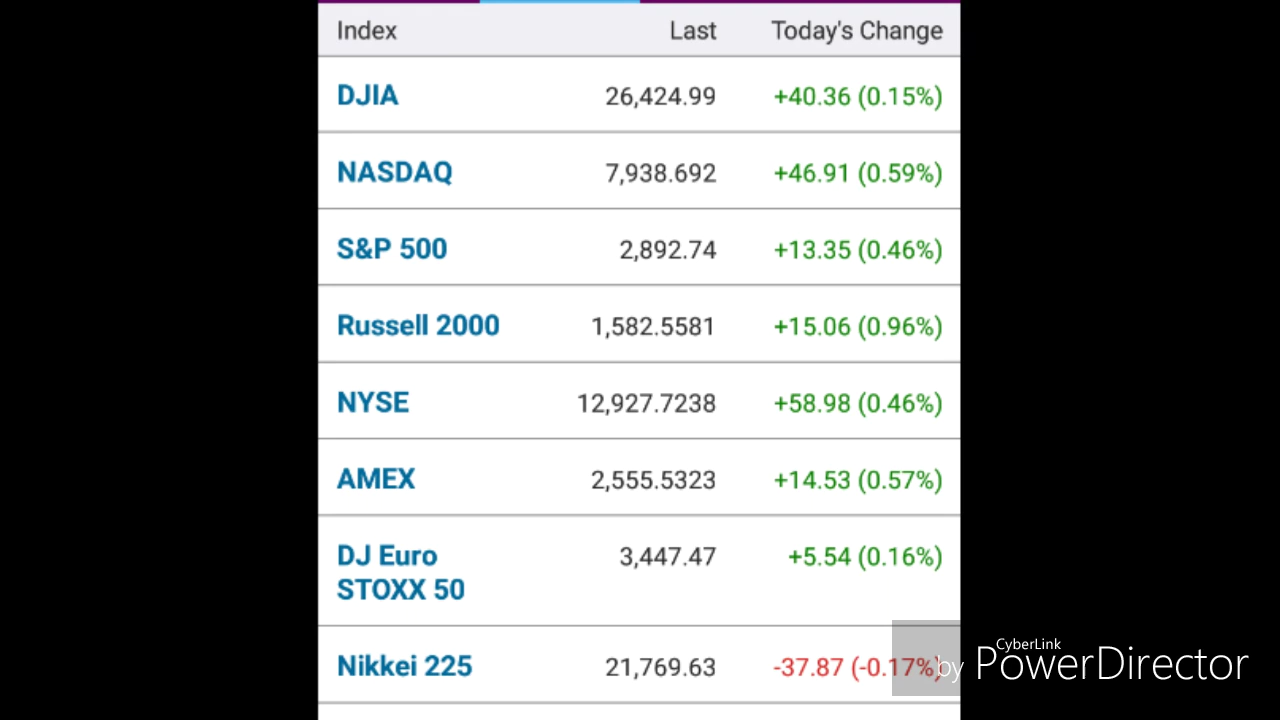 Index Last Today's Change
DJIA 26,424.99 +40.36 (0.15%)
NASDAQ 7,938.692 +46.91 (0.59%)
S&P 500 2,892.74 +13.35 (0.46%)
Russell 2000 1,582.5581 +15.06 (0.96%)
NYSE 12,927.7238 +58.98 (0.46%)
AMEX 2,555.5323 +14.53 (0.57%)
DJ Euro 3,447.47 +5.54 (0.16%)
STOXX 50
Nikkei 225 21,769.63 -37.87 (-0.17%)
CyberLink
by PowerDirector